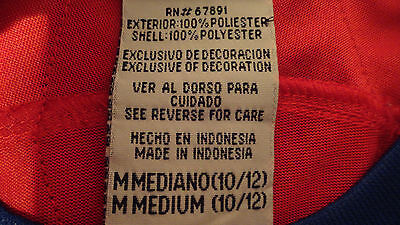 RN# 67891
EXTERIOR:100% POLIESTER
SHELL:100% POLYESTER
EXCLUSIVO DE DECORACION
EXCLUSIVE OF DECORATION
VER AL DORSO PARA
CUIDADO
SEE REVERSE FOR CARE
HECHO EN INDONESIA
MADE IN INDONESIA
M MEDIANO(10/12)
M MEDIUM (10/12)